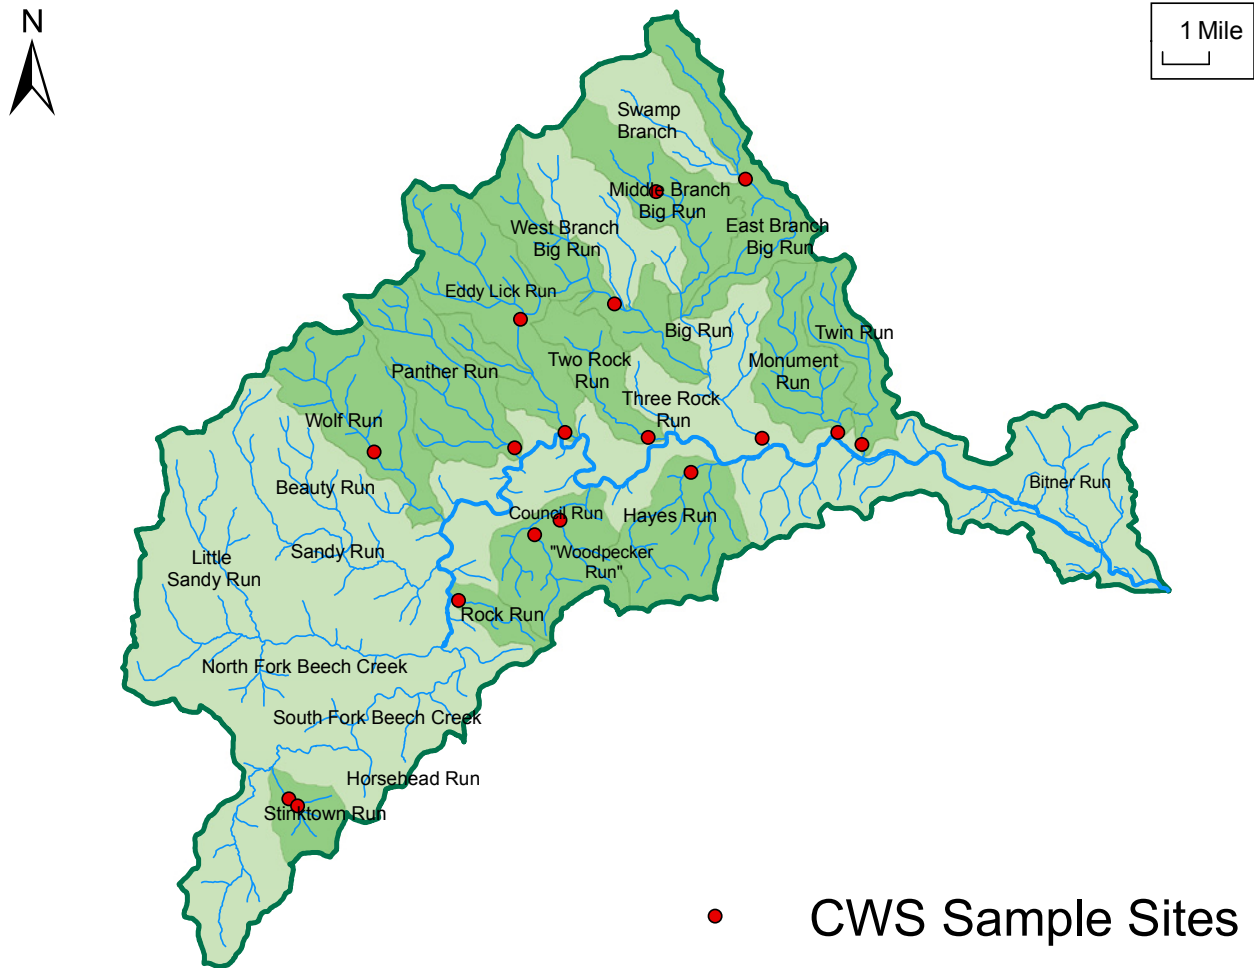 N
1 Mile
Swamp
Branch
Middle Branch
Big Run
West Branch
Big Run
East Branch
Big Run
Eddy Lick Run
Big Run
Twin Run
Two Rock
Run
Monument
Run
Panther Run
Three Rock
Run
Wolf Run
Beauty Run
Bitner Run
Council Run
Hayes Run
Sandy Run
"Woodpecker
Run"
Little
Sandy Run
Rock Run
North Fork Beech Creek
South Fork Beech Creek
Horsehead Run
Stinktown Run
CWS Sample Sites